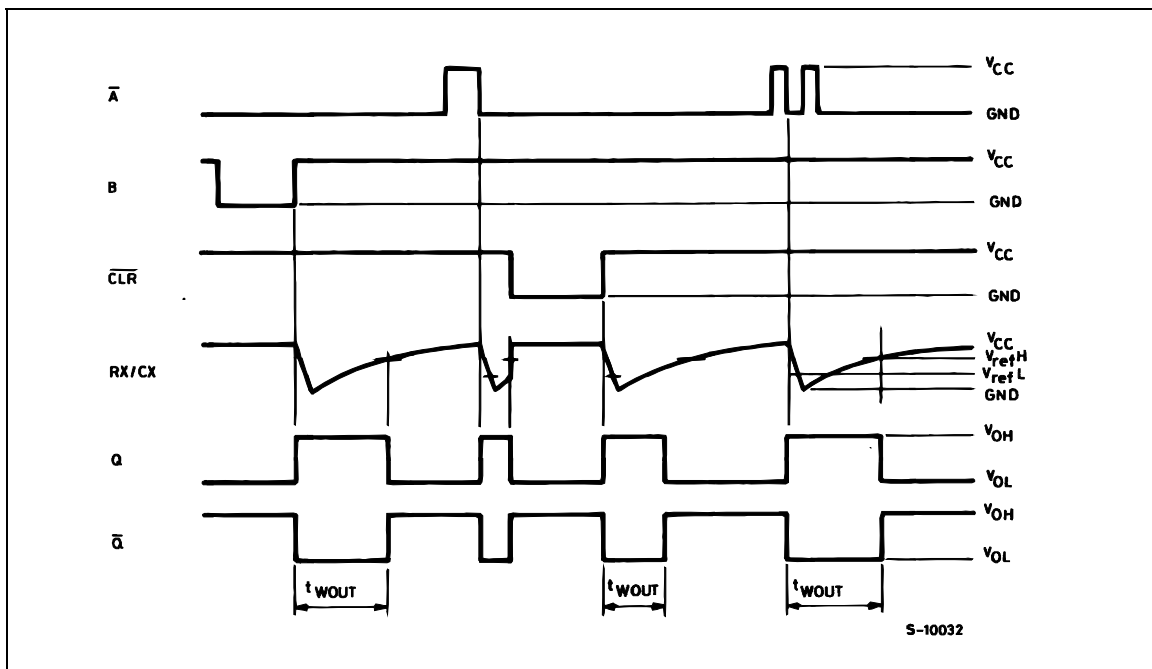 A̅
VCC
GND
B
VCC
GND
C̅L̅R̅
VCC
GND
RX/CX
VCC
VrefH
VrefL
GND
Q
VOH
VOL
Q̅
VOH
VOL
tWOUT
tWOUT
tWOUT
S-10032